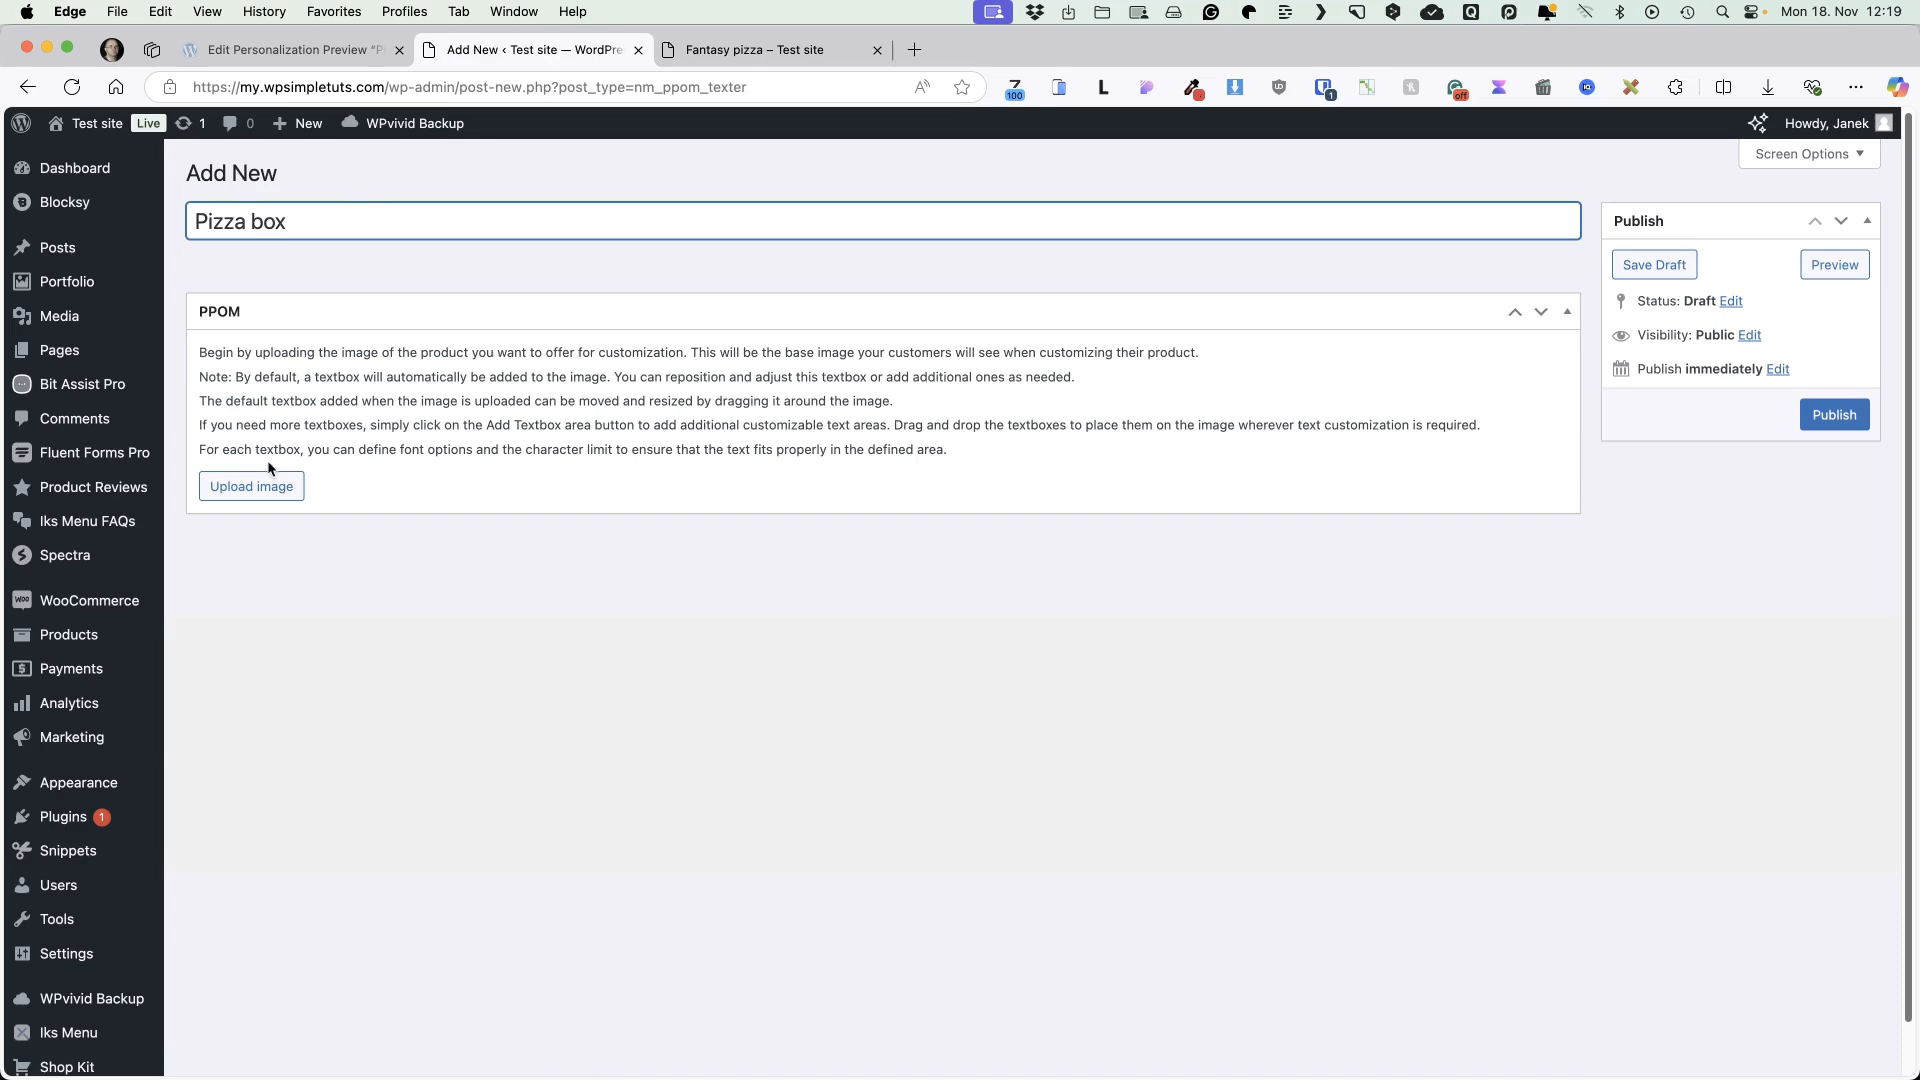 Edge File Edit View History Favorites Profiles Tab Window Help Mon 18. Nov 12:19
Edit Personalization Preview “P Add New ‹ Test site — WordPre Fantasy pizza – Test site
https://my.wpsimpletuts.com/wp-admin/post-new.php?post_type=nm_ppom_texter 100 1 off
Test site Live 1 0 New WPvivid Backup Howdy, Janek
Screen Options
Dashboard
Blocksy
Posts
Portfolio
Media
Pages
Bit Assist Pro
Comments
Fluent Forms Pro
Product Reviews
Iks Menu FAQs
Spectra
WooCommerce
Products
Payments
Analytics
Marketing
Appearance
Plugins 1
Snippets
Users
Tools
Settings
WPvivid Backup
Iks Menu
Shop Kit
Add New
Pizza box
PPOM
Begin by uploading the image of the product you want to offer for customization. This will be the base image your customers will see when customizing their product.
Note: By default, a textbox will automatically be added to the image. You can reposition and adjust this textbox or add additional ones as needed.
The default textbox added when the image is uploaded can be moved and resized by dragging it around the image.
If you need more textboxes, simply click on the Add Textbox area button to add additional customizable text areas. Drag and drop the textboxes to place them on the image wherever text customization is required.
For each textbox, you can define font options and the character limit to ensure that the text fits properly in the defined area.
Upload image
Publish
Save Draft Preview
Status: Draft Edit
Visibility: Public Edit
Publish immediately Edit
Publish